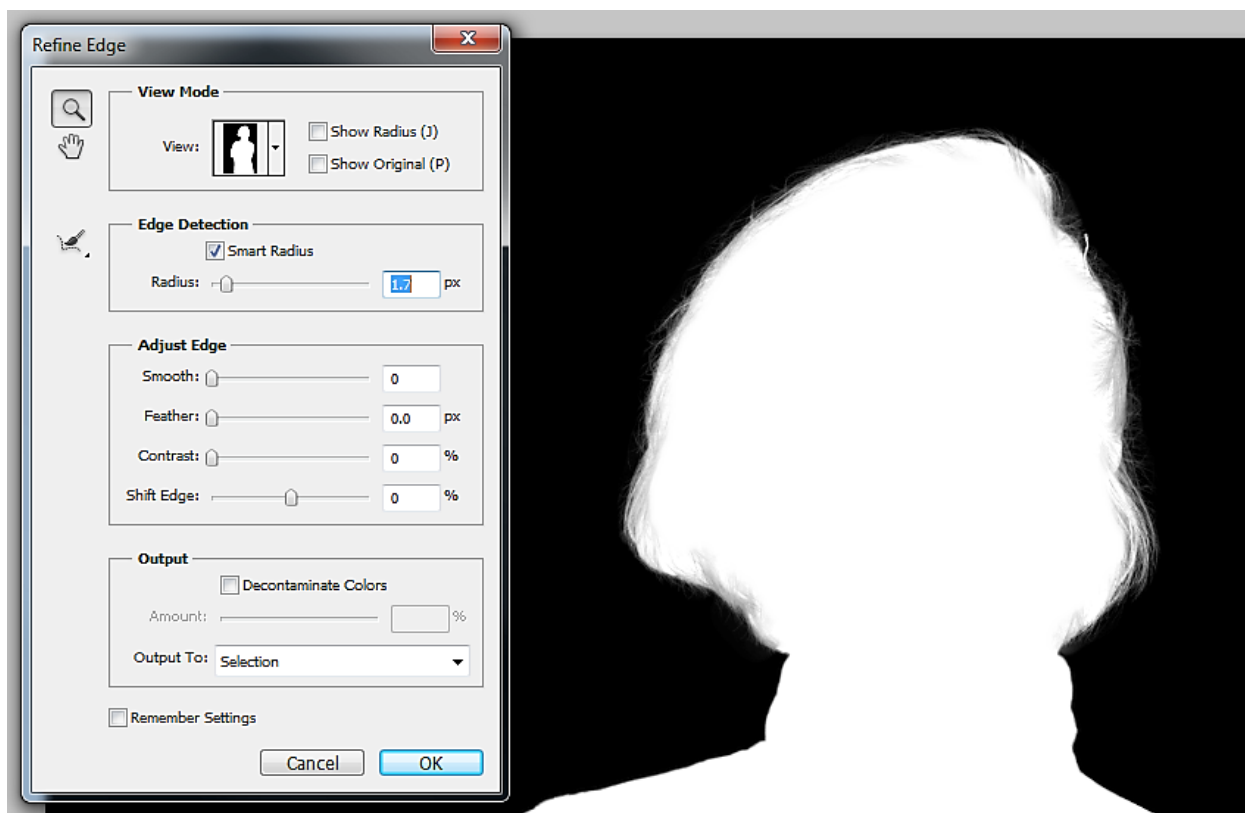 Refine Edge
View Mode
View:
Show Radius (J)
Show Original (P)
Edge Detection
Smart Radius
Radius: 1.7 px
Adjust Edge
Smooth: 0
Feather: 0.0 px
Contrast: 0 %
Shift Edge: 0 %
Output
Decontaminate Colors
Amount: %
Output To: Selection
Remember Settings
Cancel OK